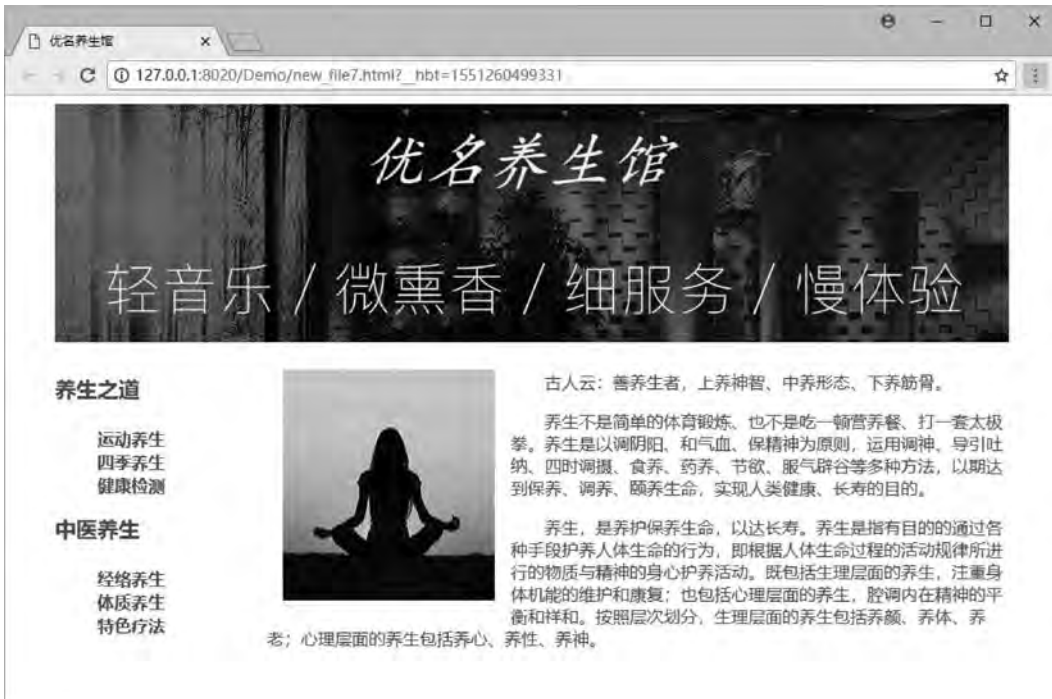 优名养生馆
127.0.0.1:8020/Demo/new_file7.html?__hbt=1551260499331
优名养生馆
轻音乐 / 微熏香 / 细服务 / 慢体验
养生之道
运动养生
四季养生
健康检测
中医养生
经络养生
体质养生
特色疗法
古人云：善养生者，上养神智、中养形态、下养筋骨。
养生不是简单的体育锻炼、也不是吃一顿营养餐、打一套太极
拳。养生是以调阴阳、和气血、保精神为原则，运用调神、导引吐
纳、四时调摄、食养、药养、节欲、服气辟谷等多种方法，以期达
到保养、调养、颐养生命，实现人类健康、长寿的目的。
养生，是养护保养生命，以达长寿。养生是指有目的的通过各
种手段护养人体生命的行为，即根据人体生命过程的活动规律所进
行的物质与精神的身心护养活动。既包括生理层面的养生，注重身
体机能的维护和康复；也包括心理层面的养生，腔调内在精神的平
衡和祥和。按照层次划分，生理层面的养生包括养颜、养体、养
老；心理层面的养生包括养心、养性、养神。